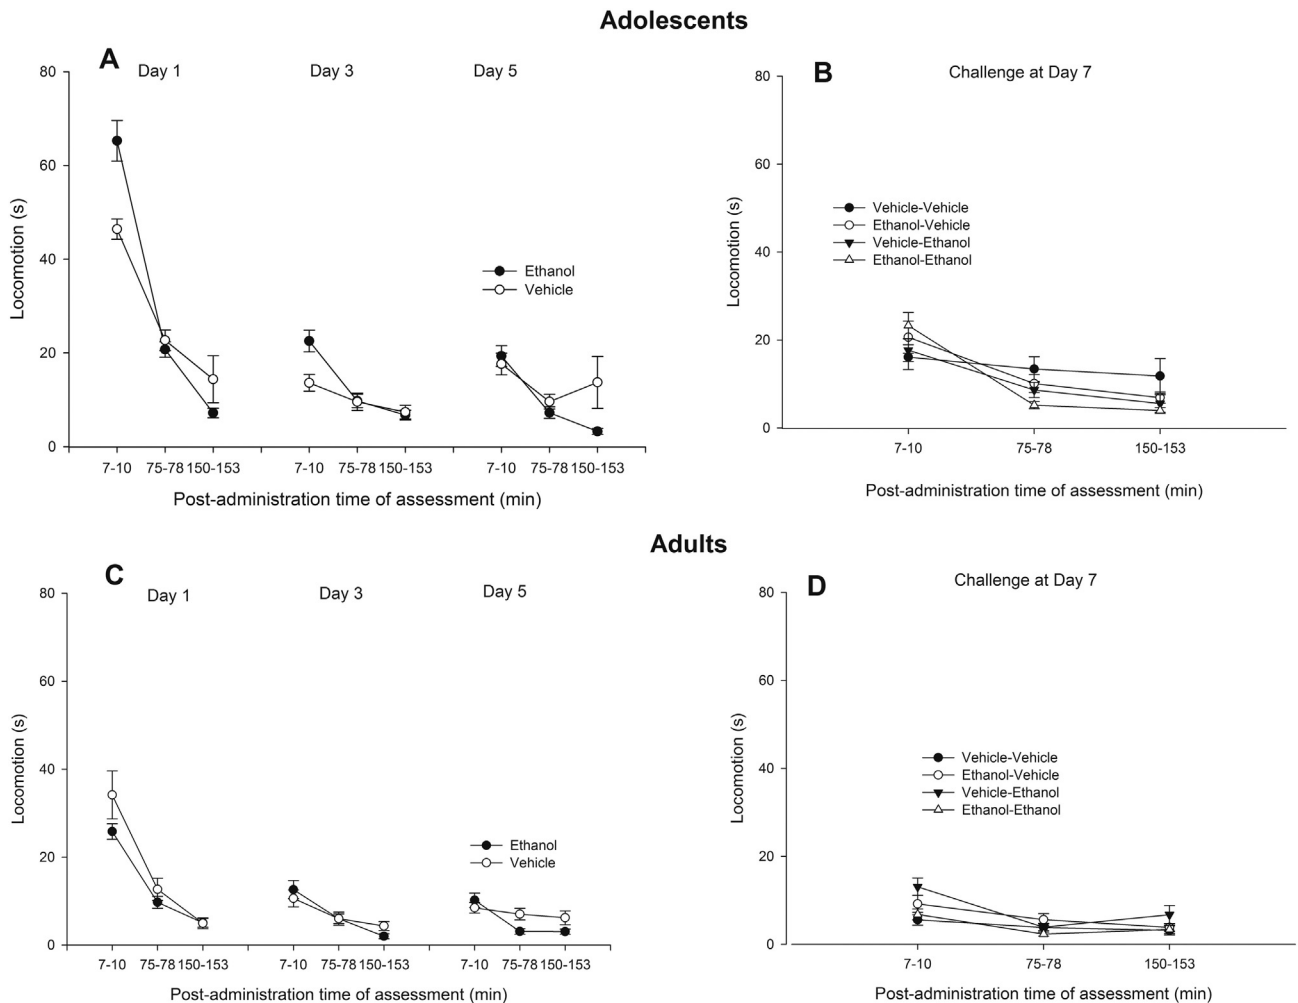 Adolescents
A
Day 1
Day 3
Day 5
80
60
40
20
0
Locomotion (s)
Ethanol
Vehicle
7-10 75-78 150-153 7-10 75-78 150-153 7-10 75-78 150-153
Post-administration time of assessment (min)
B
Challenge at Day 7
80
60
40
20
0
Locomotion (s)
Vehicle-Vehicle
Ethanol-Vehicle
Vehicle-Ethanol
Ethanol-Ethanol
7-10 75-78 150-153
Post-administration time of assessment (min)
Adults
C
Day 1
Day 3
Day 5
80
60
40
20
0
Locomotion (s)
Ethanol
Vehicle
7-10 75-78 150-153 7-10 75-78 150-153 7-10 75-78 150-153
Post-administration time of assessment (min)
D
Challenge at Day 7
80
60
40
20
0
Locomotion (s)
Vehicle-Vehicle
Ethanol-Vehicle
Vehicle-Ethanol
Ethanol-Ethanol
7-10 75-78 150-153
Post-administration time of assessment (min)